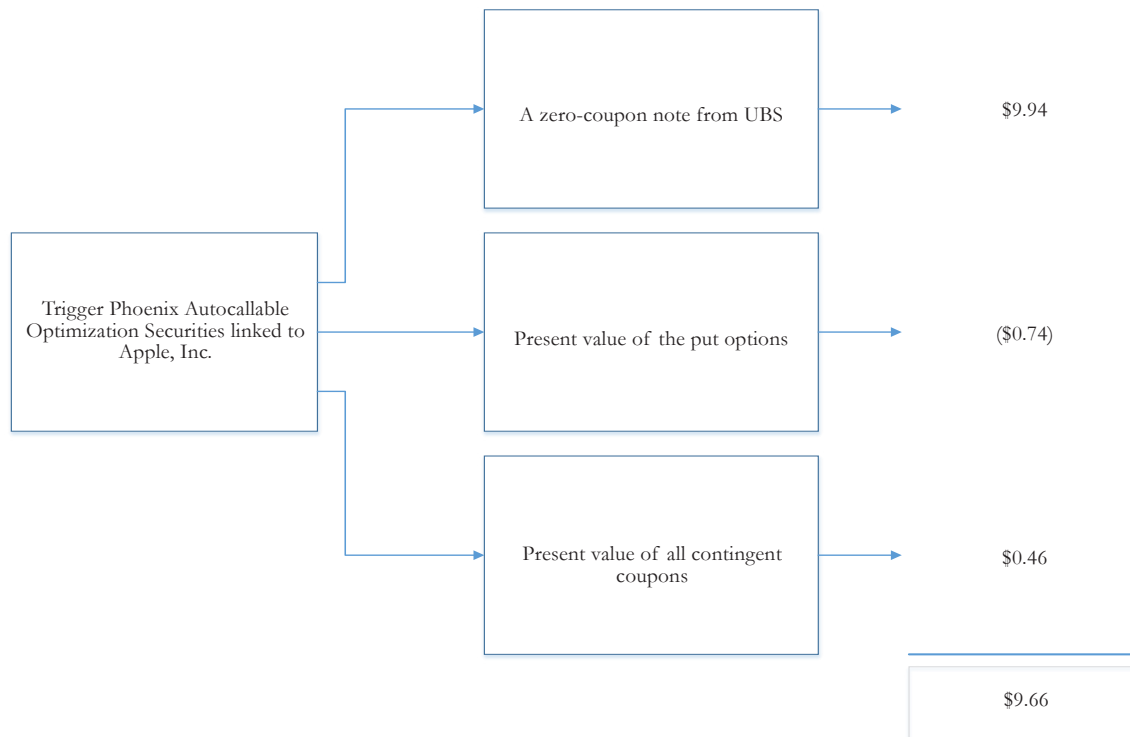 A zero-coupon note from UBS
$9.94
Trigger Phoenix Autocallable
Optimization Securities linked to
Apple, Inc.
Present value of the put options
($0.74)
Present value of all contingent
coupons
$0.46
$9.66